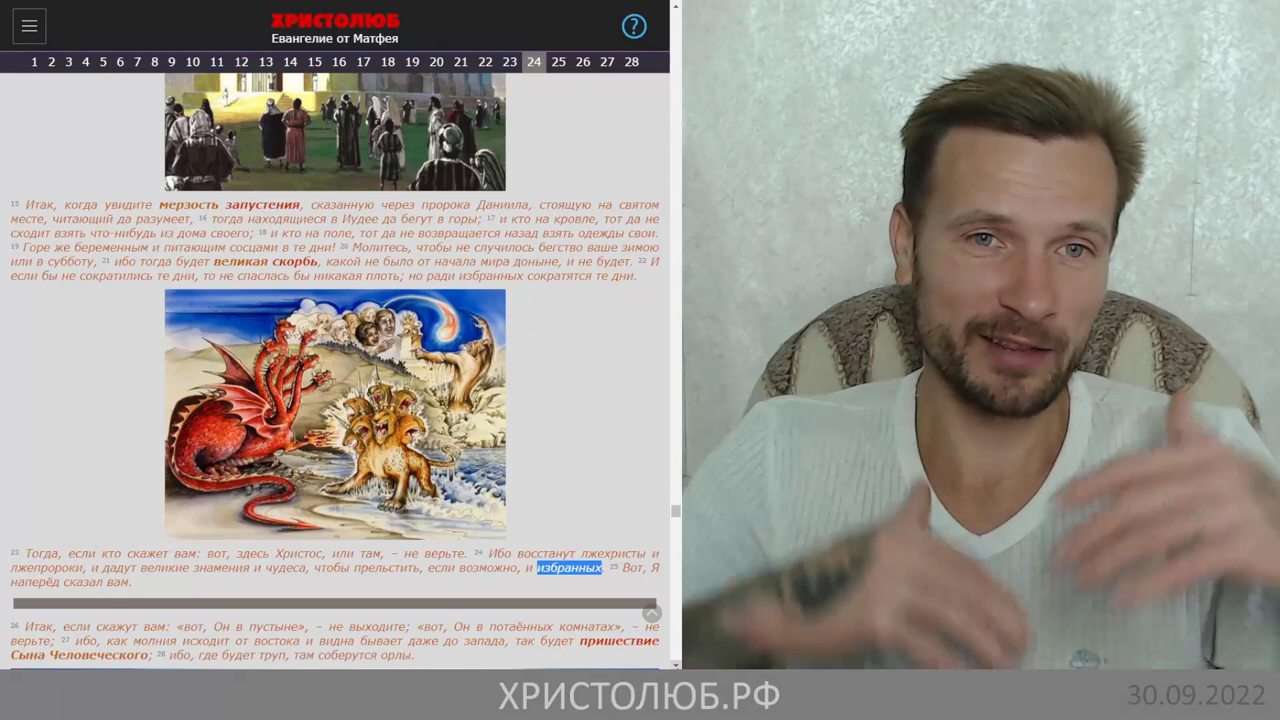 ХРИСТОЛЮБ
Евангелие от Матфея
1 2 3 4 5 6 7 8 9 10 11 12 13 14 15 16 17 18 19 20 21 22 23 24 25 26 27 28
15 Итак, когда увидите мерзость запустения, сказанную через пророка Даниила, стоящую на святом
месте, читающий да разумеет, 16 тогда находящиеся в Иудее да бегут в горы; 17 и кто на кровле, тот да не
сходит взять что-нибудь из дома своего; 18 и кто на поле, тот да не возвращается назад взять одежды свои.
19 Горе же беременным и питающим сосцами в те дни! 20 Молитесь, чтобы не случилось бегство ваше зимою
или в субботу, 21 ибо тогда будет великая скорбь, какой не было от начала мира доныне, и не будет. 22 И
если бы не сократились те дни, то не спаслась бы никакая плоть; но ради избранных сократятся те дни.
23 Тогда, если кто скажет вам: вот, здесь Христос, или там, – не верьте. 24 Ибо восстанут лжехристы и
лжепророки, и дадут великие знамения и чудеса, чтобы прельстить, если возможно, и избранных. 25 Вот, Я
наперёд сказал вам.
26 Итак, если скажут вам: «вот, Он в пустыне», – не выходите; «вот, Он в потаённых комнатах», – не
верьте; 27 ибо, как молния исходит от востока и видна бывает даже до запада, так будет пришествие
Сына Человеческого; 28 ибо, где будет труп, там соберутся орлы.
ХРИСТОЛЮБ.РФ
30.09.2022